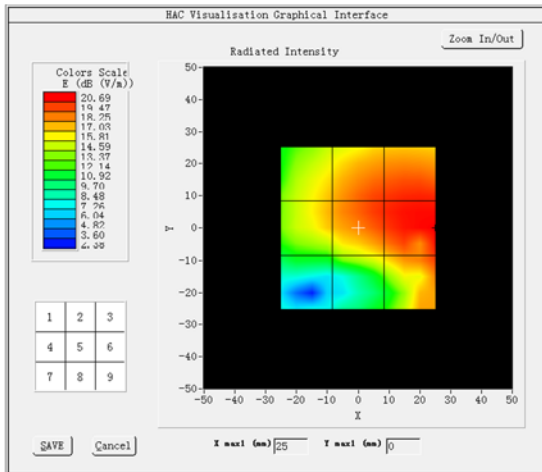 HAC Visualisation Graphical Interface
Zoom In/Out
Radiated Intensity
Colors Scale
E (dB (V/m))
20.69
19.47
18.25
17.03
15.81
14.59
13.37
12.14
10.92
9.70
8.48
7.26
6.04
4.82
3.60
2.38
50
40
30
20
10
0
-10
-20
-30
-40
-50
Y
-50 -40 -30 -20 -10 0 10 20 30 40 50
X
1 2 3
4 5 6
7 8 9
SAVE Cancel
X max1 (mm) 25 Y max1 (mm) 0